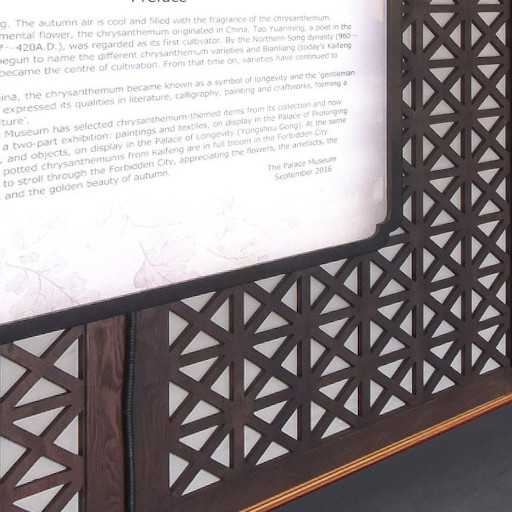 Preface
g. The autumn air is cool and filled with the fragrance of the chrysanthemum.
mental flower, the chrysanthemum originated in China. Tao Yuanming, a poet in the
7~420A.D.), was regarded as its first cultivator. By the Northern Song dynasty (960~
egun to name the different chrysanthemum varieties and Bianliang (today's Kaifeng
became the centre of cultivation. From that time on, varieties have continued to
ina, the chrysanthemum became known as a symbol of longevity and the 'gentleman
expressed its qualities in literature, calligraphy, painting and craftworks, forming a
ture'.
Museum has selected chrysanthemum-themed items from its collection and now
a two-part exhibition: paintings and textiles, on display in the Palace of Prolonging
, and objects, on display in the Palace of Longevity (Yongshou Gong). At the same
potted chrysanthemums from Kaifeng are in full bloom in the Forbidden City.
to stroll through the Forbidden City, appreciating the flowers, the artefacts, the
and the golden beauty of autumn.
The Palace Museum
September 2016